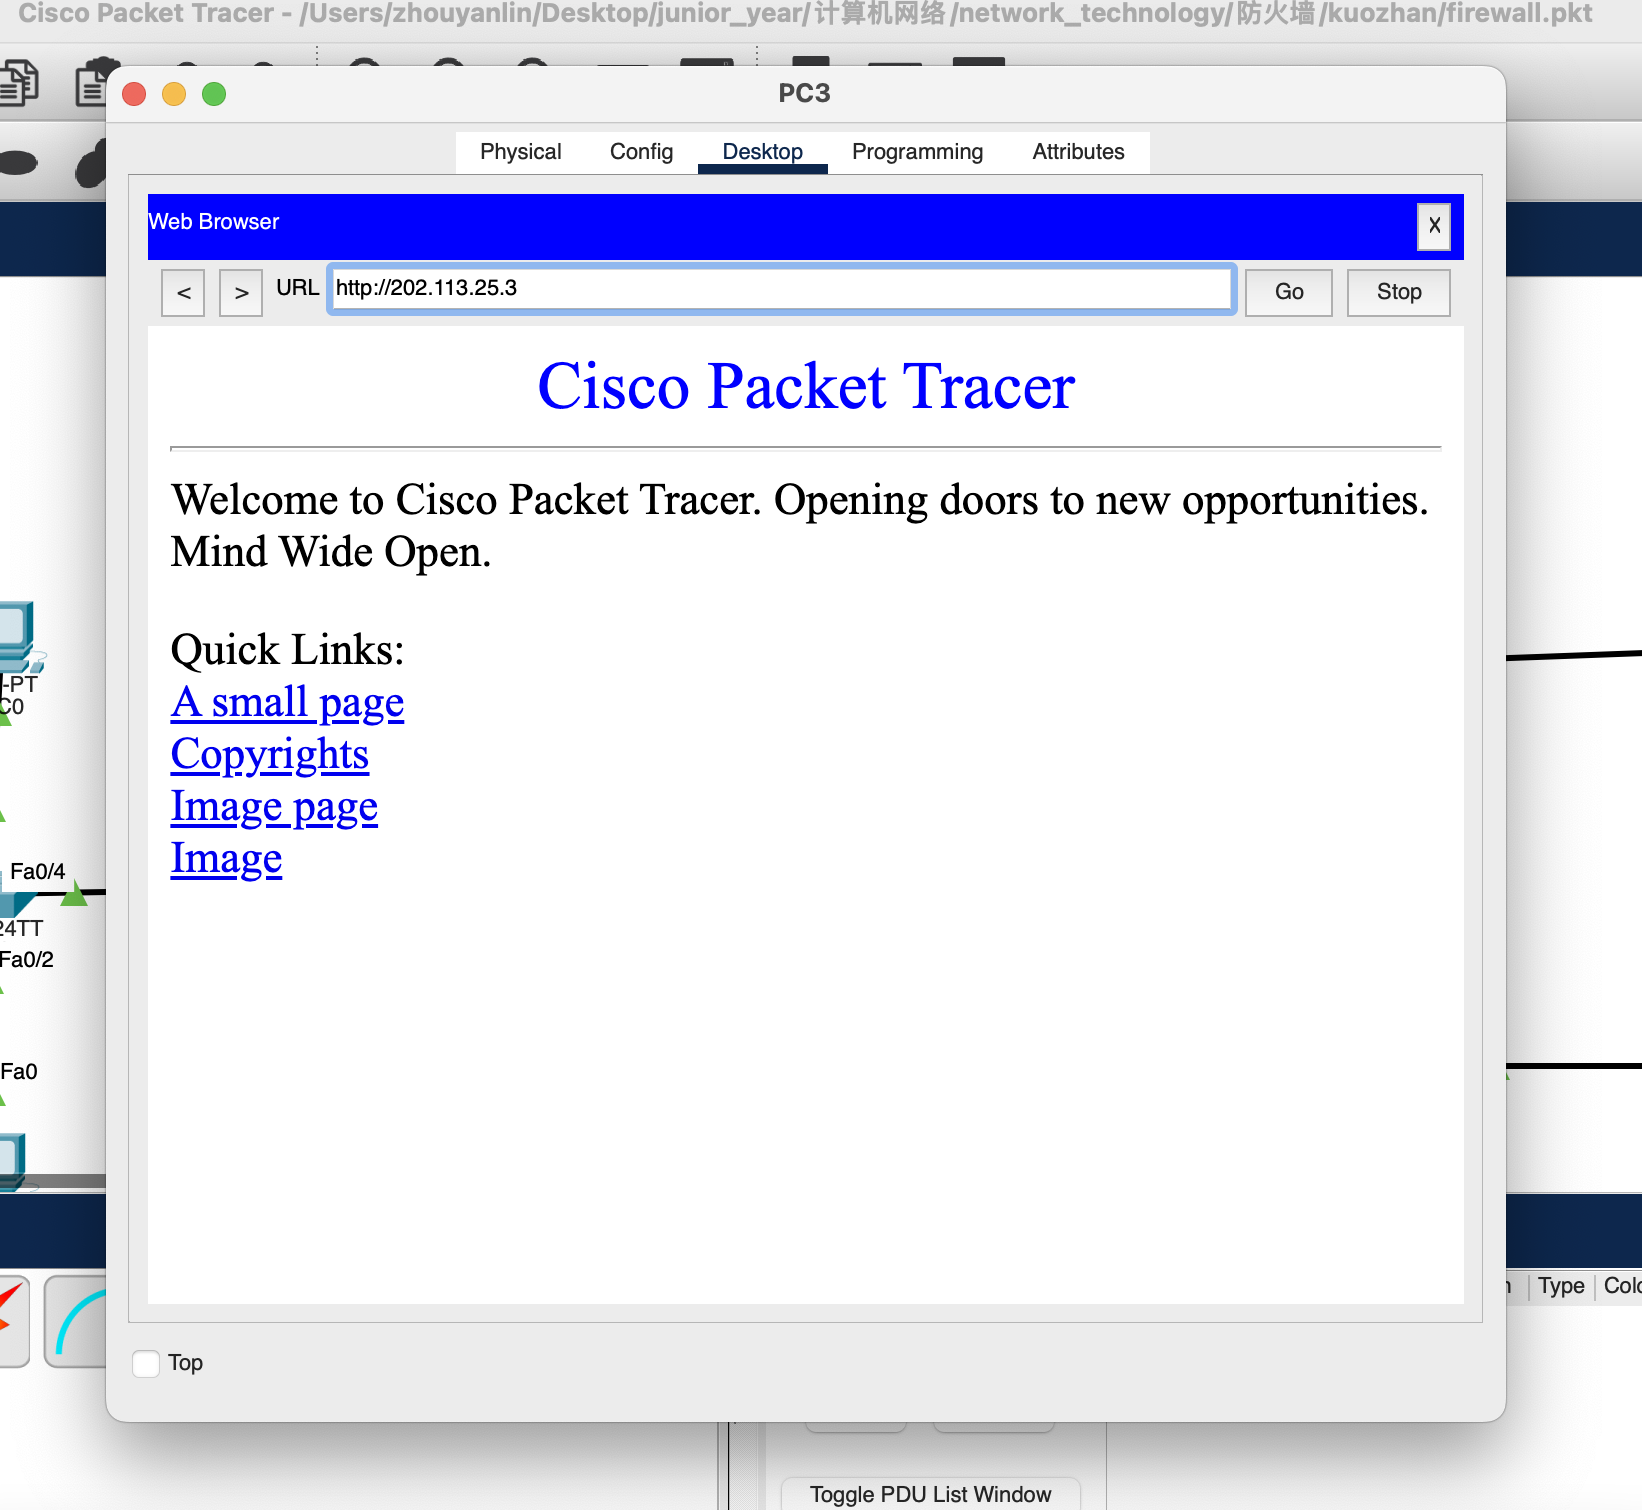 Cisco Packet Tracer - /Users/zhouyanlin/Desktop/junior_year/计算机网络/network_technology/防火墙/kuozhan/firewall.pkt
PC3
Physical Config Desktop Programming Attributes
Web Browser
X
< > URL http://202.113.25.3 Go Stop
Cisco Packet Tracer
Welcome to Cisco Packet Tracer. Opening doors to new opportunities.
Mind Wide Open.
Quick Links:
A small page
Copyrights
Image page
Image
-PT
C0
Fa0/4
24TT
Fa0/2
Fa0
Type
Top
Toggle PDU List Window